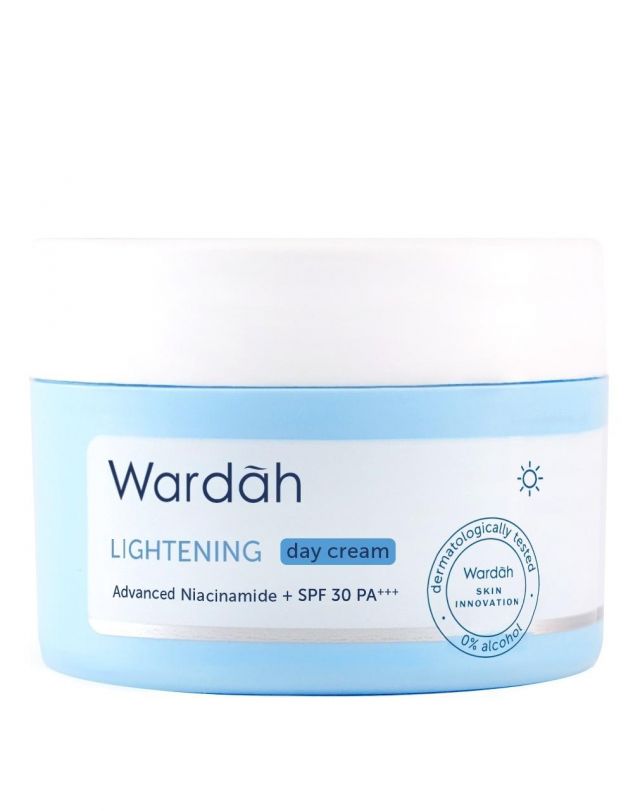 Wardāh
LIGHTENING day cream
Advanced Niacinamide + SPF 30 PA+++
dermatologically tested
Wardāh
SKIN
INNOVATION
0% alcohol